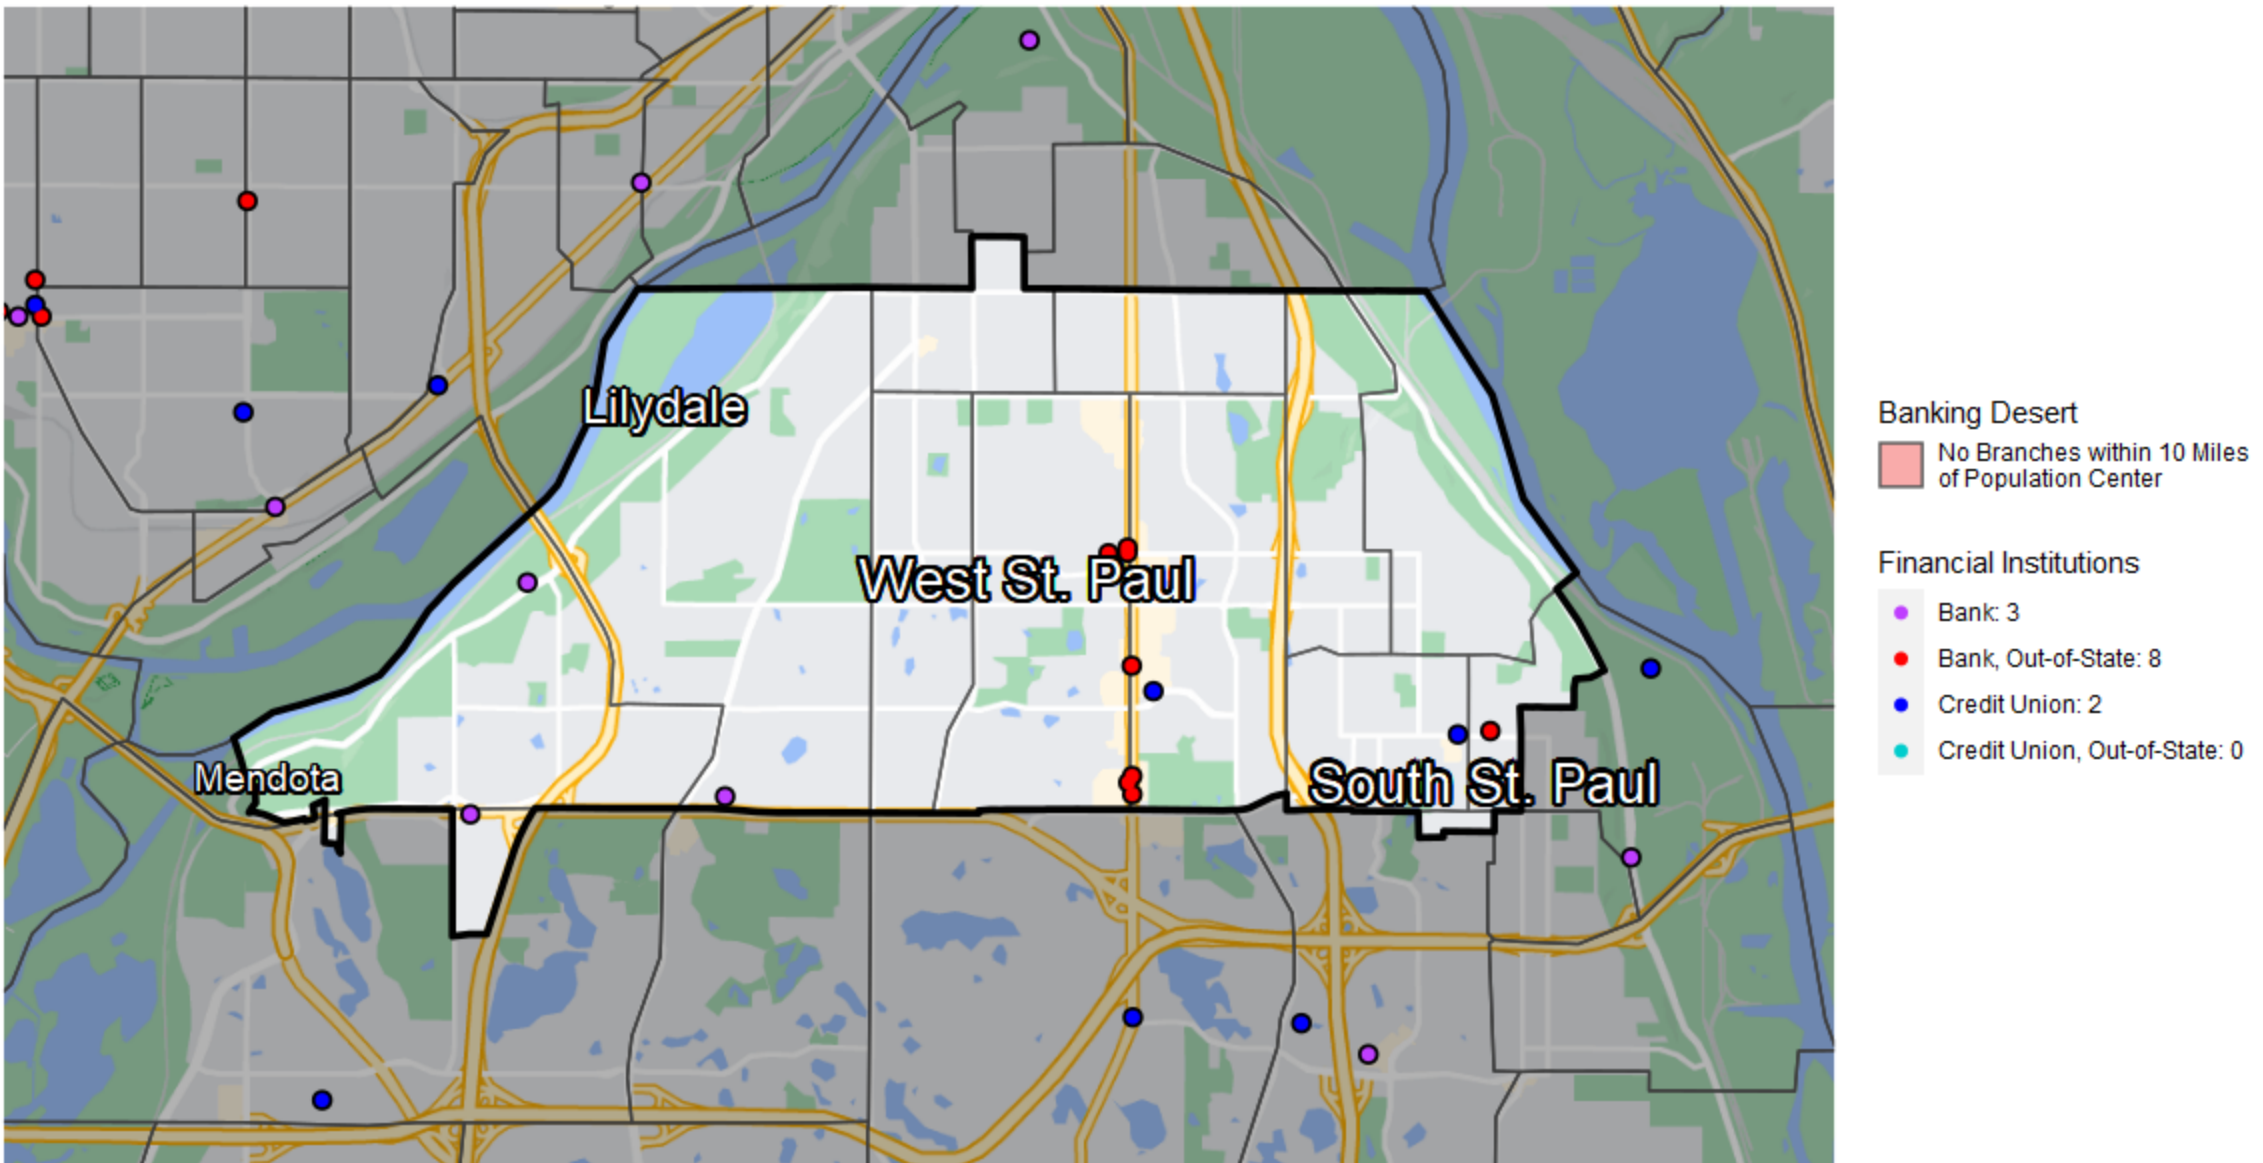 Lilydale
West St. Paul
Mendota
South St. Paul
Banking Desert
No Branches within 10 Miles
of Population Center
Financial Institutions
Bank: 3
Bank, Out-of-State: 8
Credit Union: 2
Credit Union, Out-of-State: 0